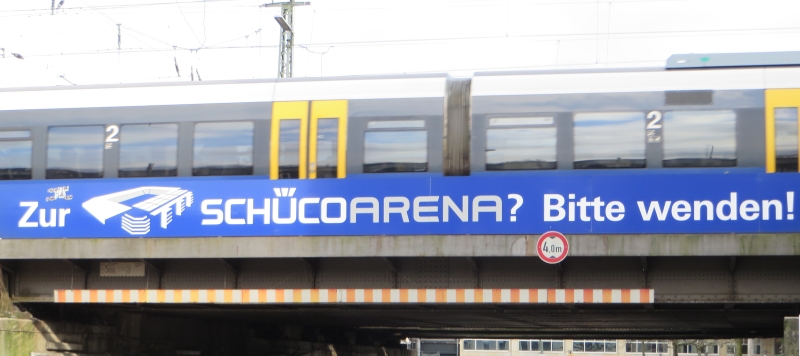 2
2
Zur SCHÜCOARENA? Bitte wenden!
4,0m